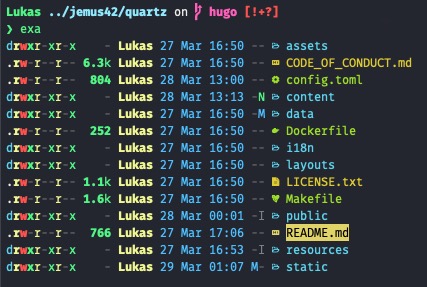 Lukas ../jemus42/quartz on hugo [!+?]
❯ exa
drwxr-xr-x - Lukas 27 Mar 16:50 -- assets
.rw-r--r-- 6.3k Lukas 27 Mar 16:50 -- CODE_OF_CONDUCT.md
.rw-r--r-- 804 Lukas 28 Mar 13:00 -- config.toml
drwxr-xr-x - Lukas 28 Mar 13:13 -N content
drwxr-xr-x - Lukas 27 Mar 16:50 -M data
.rw-r--r-- 252 Lukas 27 Mar 16:50 -- Dockerfile
drwxr-xr-x - Lukas 27 Mar 16:50 -- i18n
drwxr-xr-x - Lukas 27 Mar 16:50 -- layouts
.rw-r--r-- 1.1k Lukas 27 Mar 16:50 -- LICENSE.txt
.rw-r--r-- 1.6k Lukas 27 Mar 16:50 -- Makefile
drwxr-xr-x - Lukas 28 Mar 00:01 -I public
.rw-r--r-- 766 Lukas 27 Mar 17:06 -- README.md
drwxr-xr-x - Lukas 27 Mar 16:53 -I resources
drwxr-xr-x - Lukas 29 Mar 01:07 M- static